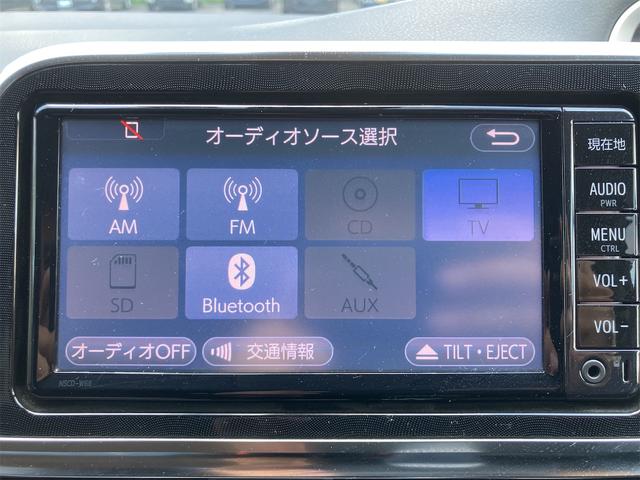 オーディオソース選択
AM
FM
CD
TV
SD
Bluetooth
AUX
オーディオOFF
交通情報
TILT・EJECT
NSCD-W66
現在地
AUDIO
PWR
MENU
CTRL
VOL+
VOL-